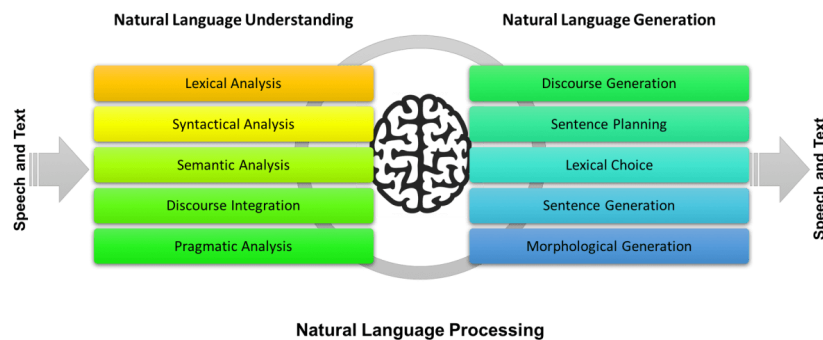 Natural Language Understanding
Natural Language Generation
Speech and Text
Lexical Analysis
Syntactical Analysis
Semantic Analysis
Discourse Integration
Pragmatic Analysis
Discourse Generation
Sentence Planning
Lexical Choice
Sentence Generation
Morphological Generation
Speech and Text
Natural Language Processing